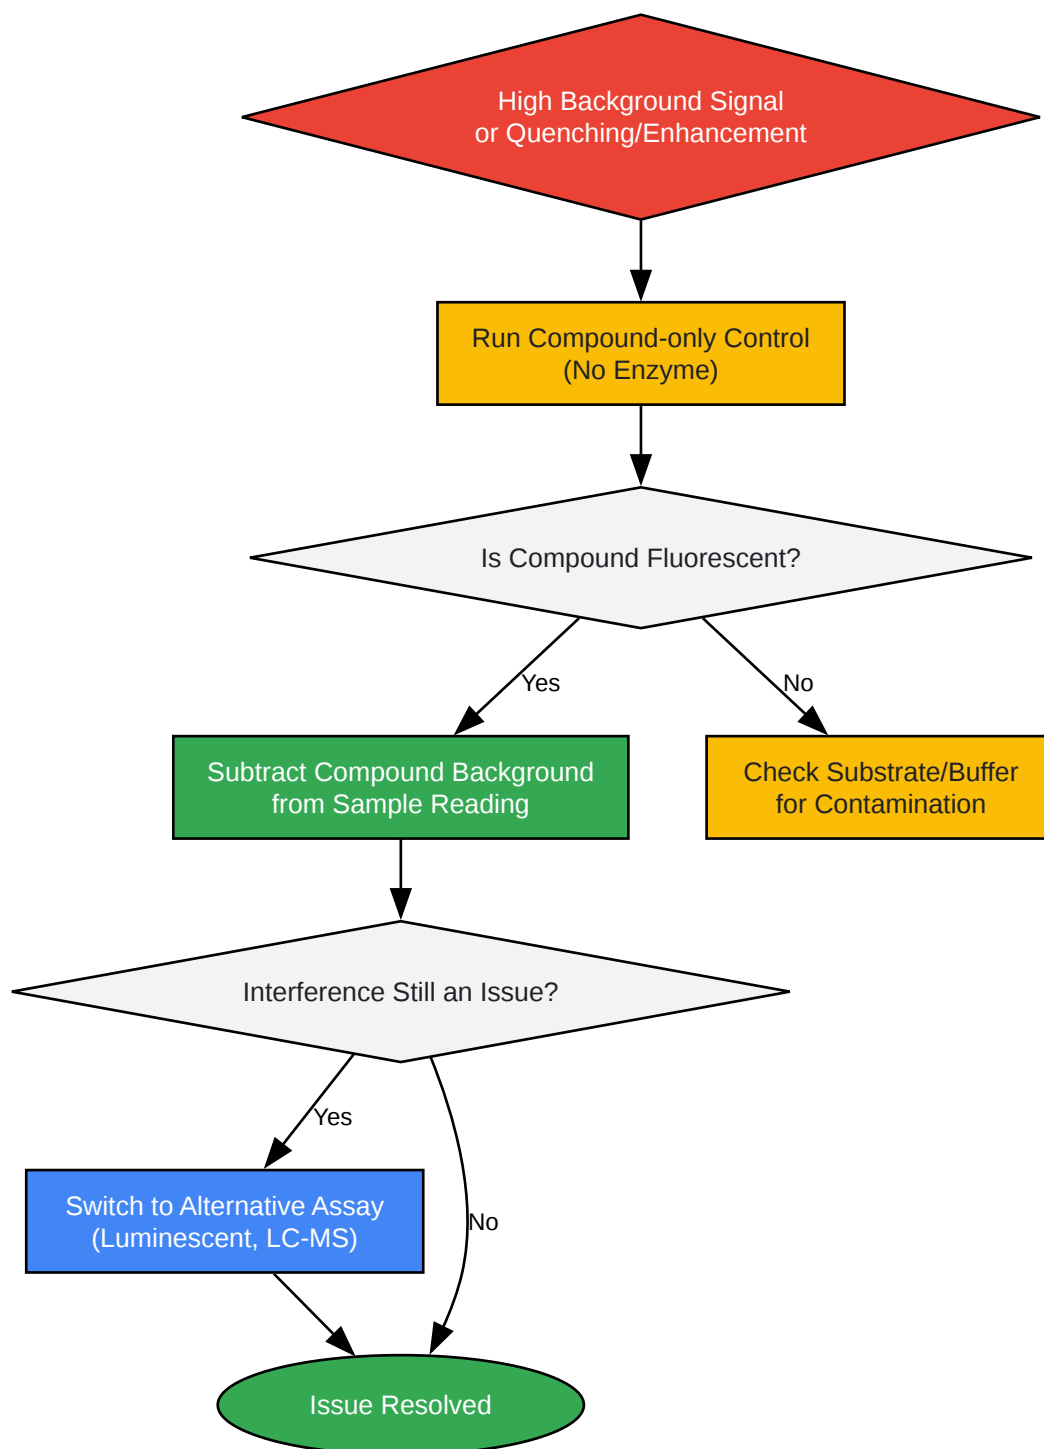 High Background Signal
or Quenching/Enhancement
Run Compound-only Control
(No Enzyme)
Is Compound Fluorescent?
Yes
No
Subtract Compound Background
from Sample Reading
Check Substrate/Buffer
for Contamination
Interference Still an Issue?
Yes
Switch to Alternative Assay
(Luminescent, LC-MS)
No
Issue Resolved